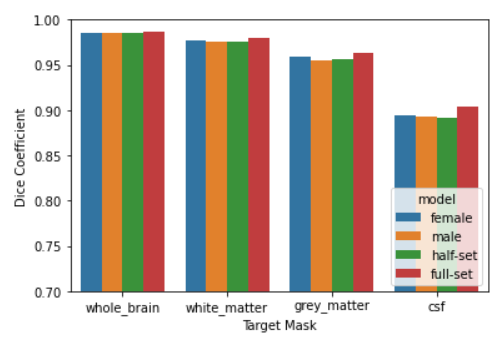 1.00
0.95
0.90
0.85
0.80
0.75
0.70
Dice Coefficient
model
female
male
half-set
full-set
whole_brain white_matter grey_matter csf
Target Mask